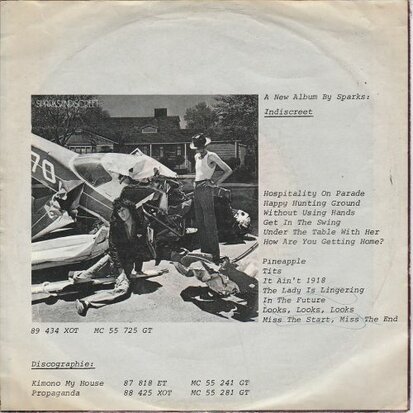 A New Album By Sparks:
Indiscreet
SPARKS INDISCREET
78
Hospitality On Parade
Happy Hunting Ground
Without Using Hands
Get In The Swing
Under The Table With Her
How Are You Getting Home?
Pineapple
Tits
It Ain't 1918
The Lady Is Lingering
In The Future
Looks, Looks, Looks
Miss The Start, Miss The End
89 434 XOT MC 55 725 GT
Discographie:
Kimono My House 87 818 ET MC 55 241 GT
Propaganda 88 425 XOT MC 55 281 GT